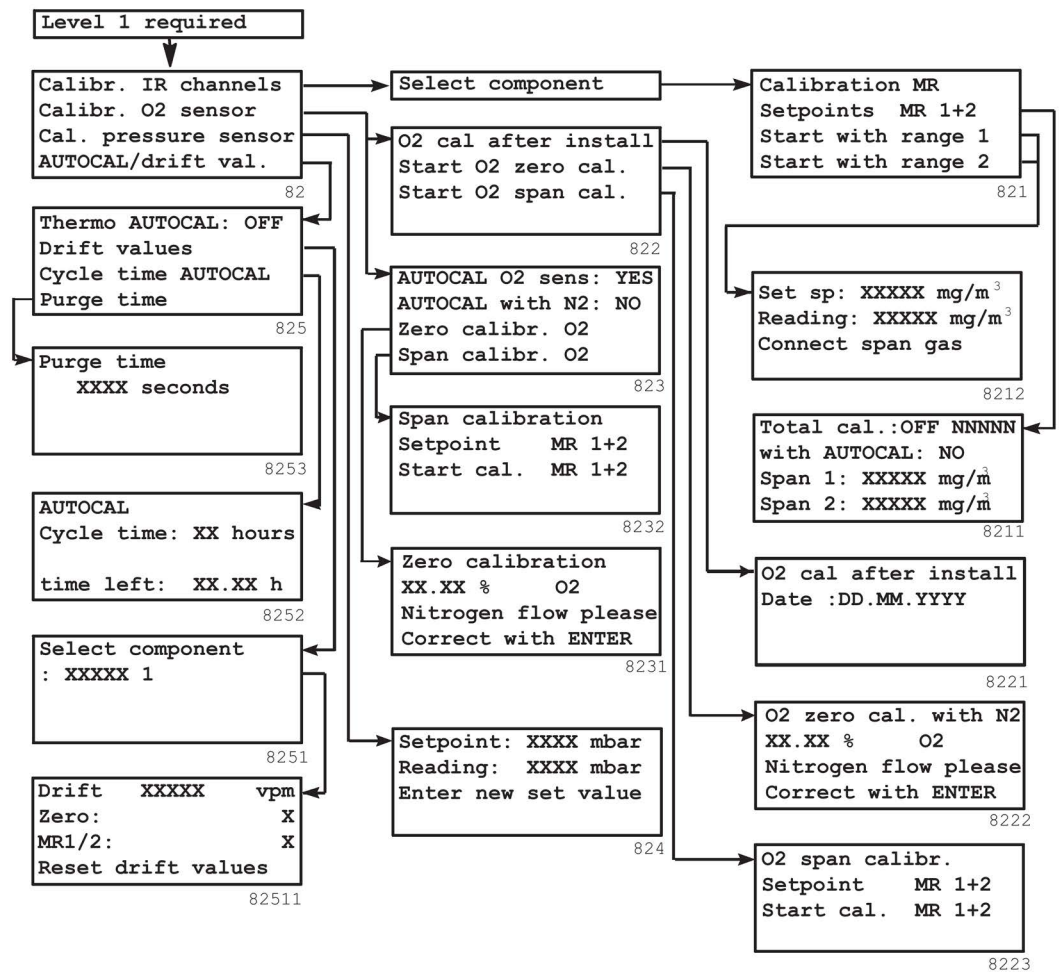 Level 1 required
Calibr. IR channels
Calibr. O2 sensor
Cal. pressure sensor
AUTOCAL/drift val.
82
Thermo AUTOCAL: OFF
Drift values
Cycle time AUTOCAL
Purge time
825
Purge time
XXXX seconds
8253
AUTOCAL
Cycle time: XX hours
time left: XX.XX h
8252
Select component
: XXXXX 1
8251
Drift XXXXX vpm
Zero: X
MR1/2: X
Reset drift values
82511
Select component
O2 cal after install
Start O2 zero cal.
Start O2 span cal.
822
AUTOCAL O2 sens: YES
AUTOCAL with N2: NO
Zero calibr. O2
Span calibr. O2
823
Span calibration
Setpoint MR 1+2
Start cal. MR 1+2
8232
Zero calibration
XX.XX % O2
Nitrogen flow please
Correct with ENTER
8231
Setpoint: XXXX mbar
Reading: XXXX mbar
Enter new set value
824
Calibration MR
Setpoints MR 1+2
Start with range 1
Start with range 2
821
Set sp: XXXXX mg/m³
Reading: XXXXX mg/m³
Connect span gas
8212
Total cal.:OFF NNNNN
with AUTOCAL: NO
Span 1: XXXXX mg/m³
Span 2: XXXXX mg/m³
8211
O2 cal after install
Date :DD.MM.YYYY
8221
O2 zero cal. with N2
XX.XX % O2
Nitrogen flow please
Correct with ENTER
8222
O2 span calibr.
Setpoint MR 1+2
Start cal. MR 1+2
8223